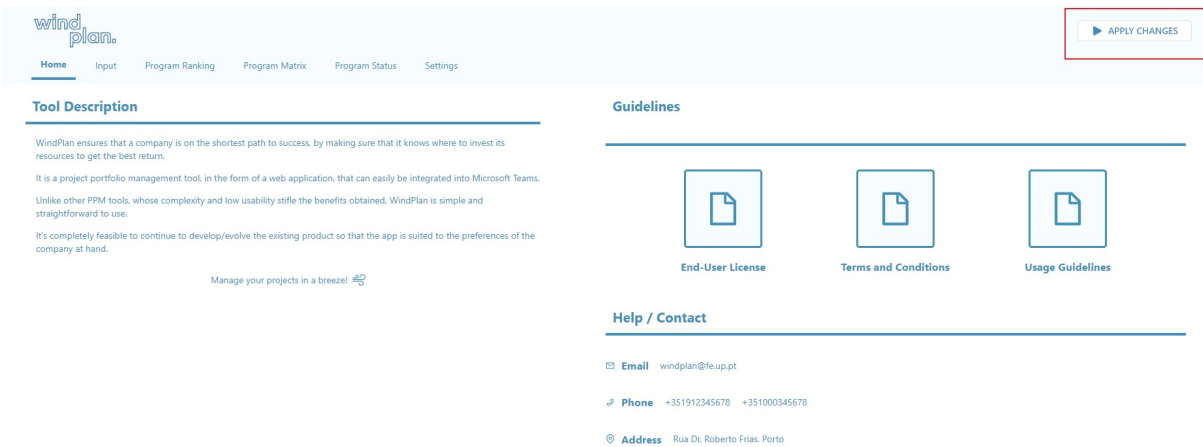 wind
plan.
APPLY CHANGES
Home Input Program Ranking Program Matrix Program Status Settings
Tool Description
WindPlan ensures that a company is on the shortest path to success, by making sure that it knows where to invest its
resources to get the best return.
It is a project portfolio management tool, in the form of a web application, that can easily be integrated into Microsoft Teams.
Unlike other PPM tools, whose complexity and low usability stifle the benefits obtained, WindPlan is simple and
straightforward to use.
It's completely feasible to continue to develop/evolve the existing product so that the app is suited to the preferences of the
company at hand.
Manage your projects in a breeze!
Guidelines
End-User License Terms and Conditions Usage Guidelines
Help / Contact
Email windplan@fe.up.pt
Phone +351912345678 +351000345678
Address Rua Dr. Roberto Frias, Porto